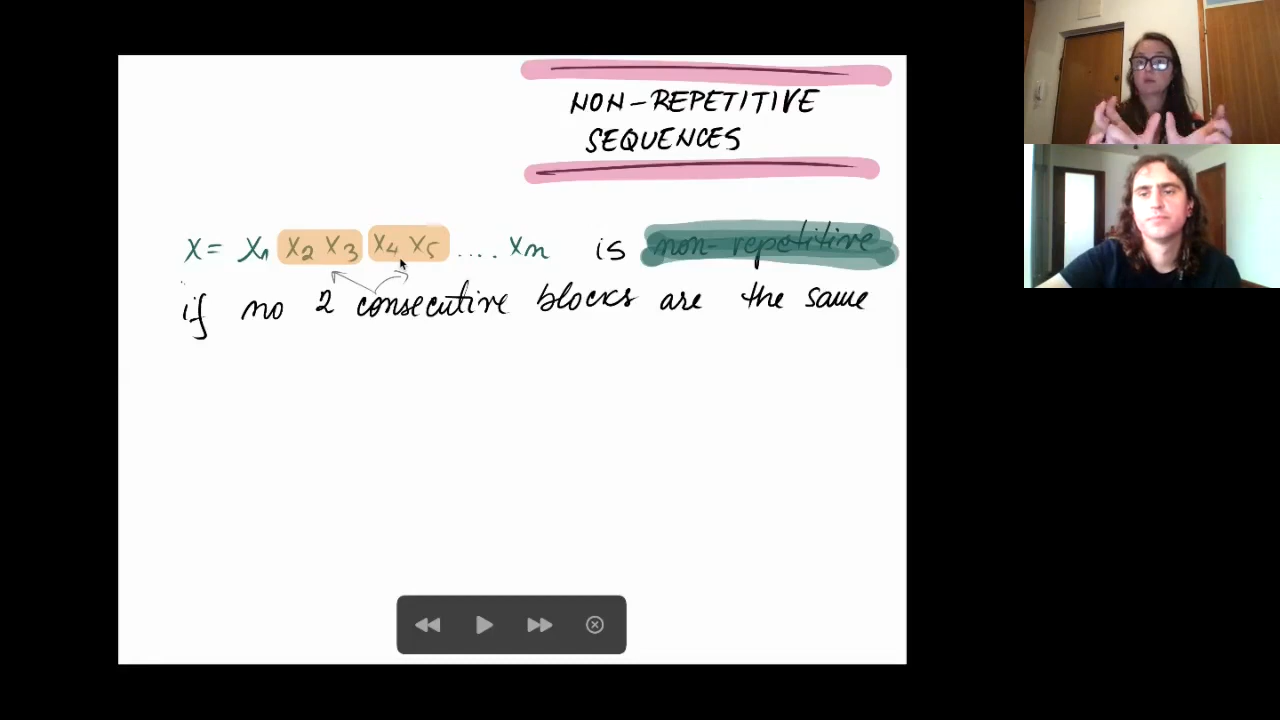 NON-REPETITIVE
SEQUENCES
x = x₁ x₂ x₃ x₄ x₅ .... xₙ is non-repetitive
if no 2 consecutive blocks are the same